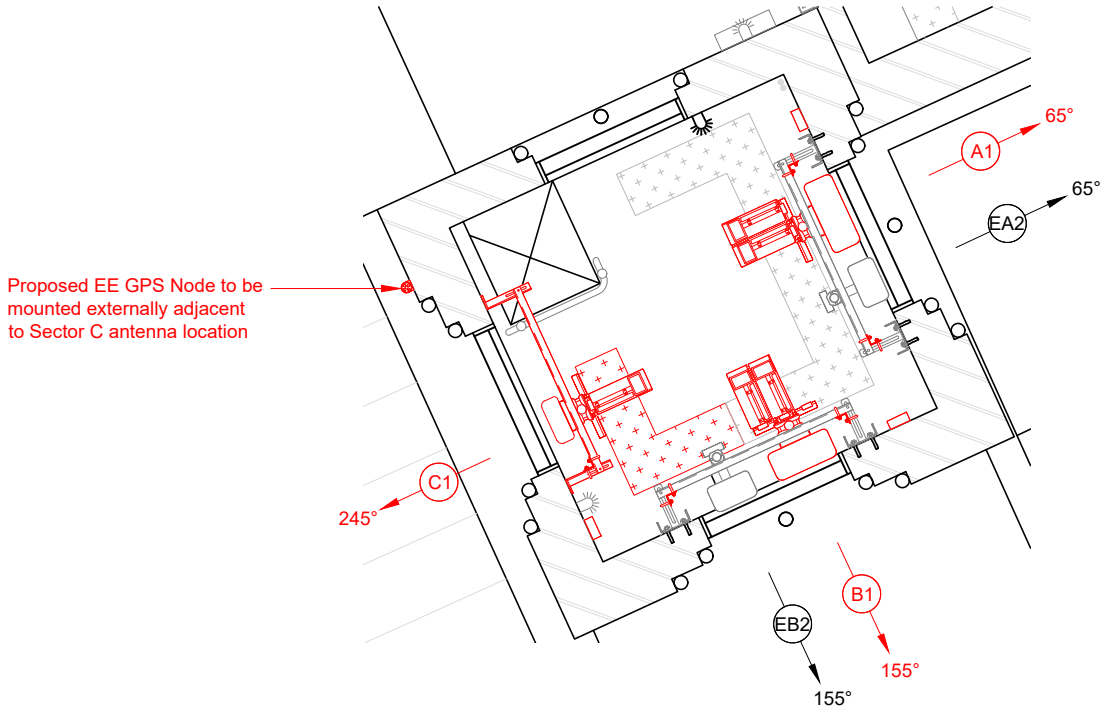 A1
65°
EA2
65°
Proposed EE GPS Node to be
mounted externally adjacent
to Sector C antenna location
C1
245°
B1
155°
EB2
155°